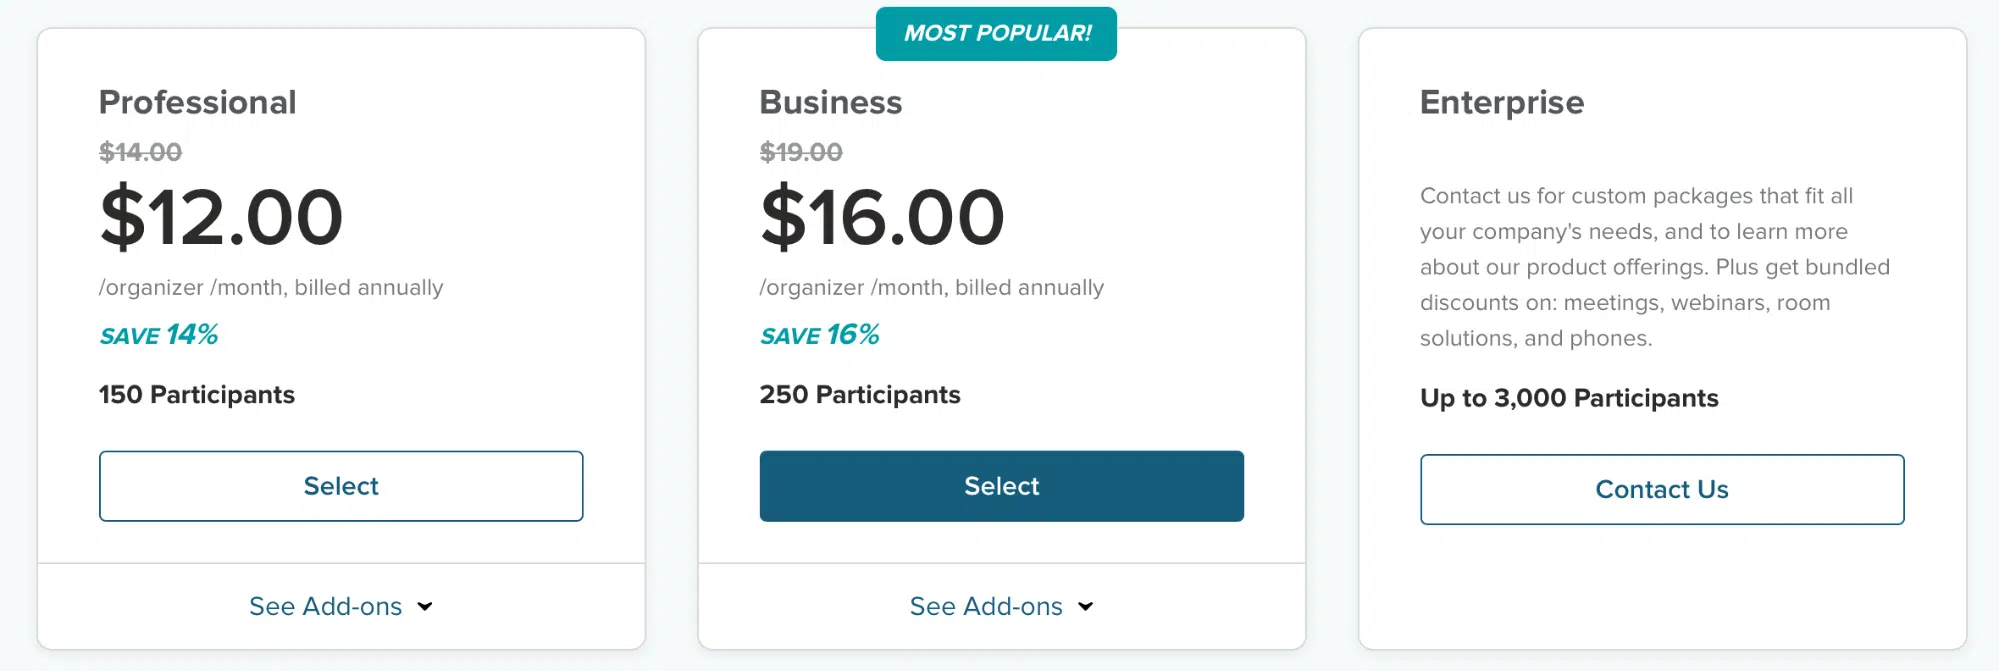 Professional
$14.00
$12.00
/organizer /month, billed annually
SAVE 14%
150 Participants
Select
See Add-ons
MOST POPULAR!
Business
$19.00
$16.00
/organizer /month, billed annually
SAVE 16%
250 Participants
Select
See Add-ons
Enterprise
Contact us for custom packages that fit all
your company's needs, and to learn more
about our product offerings. Plus get bundled
discounts on: meetings, webinars, room
solutions, and phones.
Up to 3,000 Participants
Contact Us